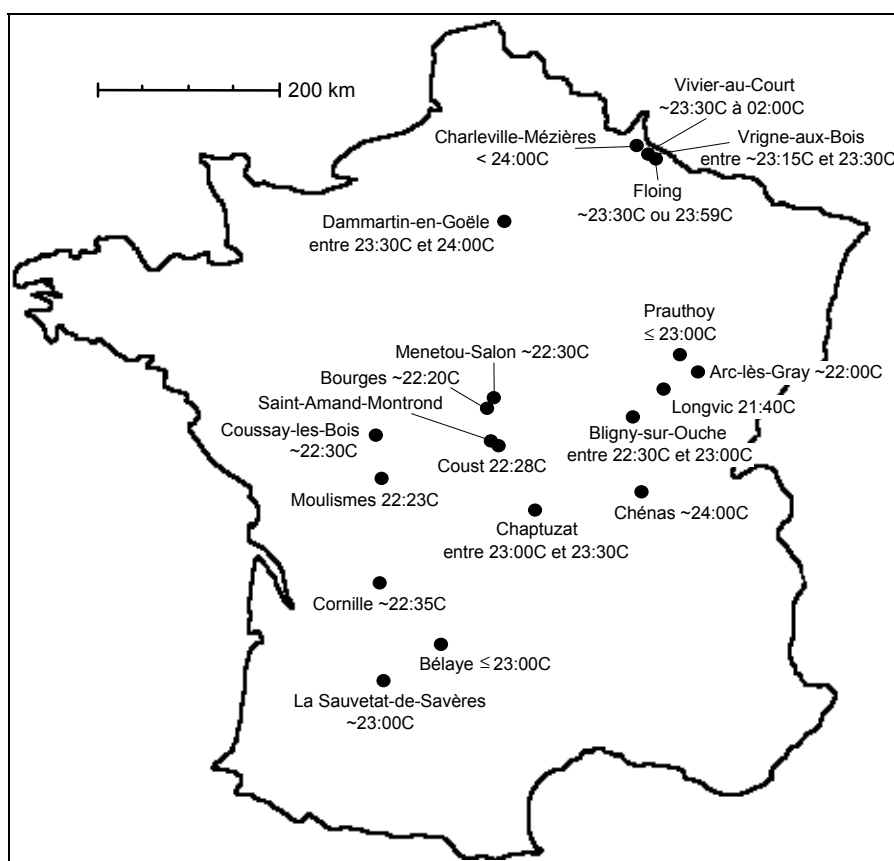 200 km
Vivier-au-Court
~23:30C à 02:00C
Charleville-Mézières
< 24:00C
Vrigne-aux-Bois
entre ~23:15C et 23:30C
Floing
~23:30C ou 23:59C
Dammartin-en-Goële
entre 23:30C et 24:00C
Prauthoy
≤ 23:00C
Menetou-Salon ~22:30C
Arc-lès-Gray ~22:00C
Bourges ~22:20C
Longvic 21:40C
Saint-Amand-Montrond
Coussay-les-Bois
~22:30C
Bligny-sur-Ouche
entre 22:30C et 23:00C
Coust 22:28C
Moulismes 22:23C
Chénas ~24:00C
Chaptuzat
entre 23:00C et 23:30C
Cornille ~22:35C
Bélaye ≤ 23:00C
La Sauvetat-de-Savères
~23:00C